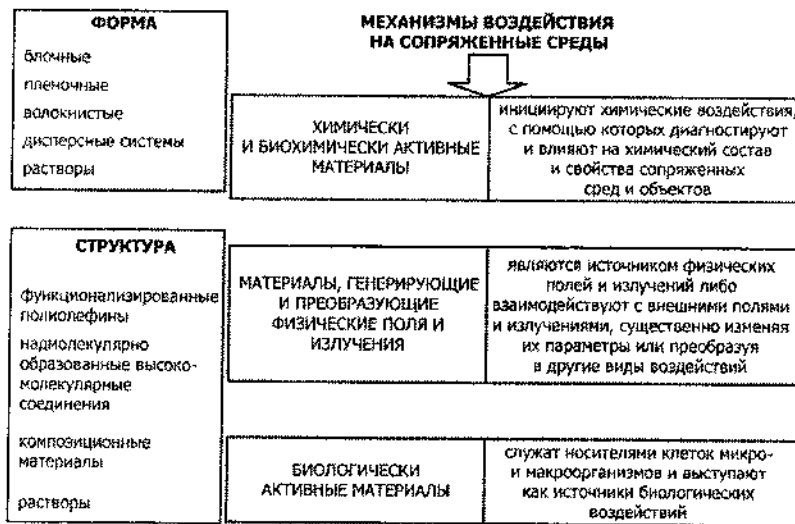 ФОРМА
блочные
пленочные
волокнистые
дисперсные системы
растворы
МЕХАНИЗМЫ ВОЗДЕЙСТВИЯ
НА СОПРЯЖЕННЫЕ СРЕДЫ
ХИМИЧЕСКИ
И БИОХИМИЧЕСКИ АКТИВНЫЕ
МАТЕРИАЛЫ
инициируют химические воздействия,
с помощью которых диагностируют
и влияют на химический состав
и свойства сопряженных
сред и объектов
СТРУКТУРА
функционализированные
полиолефины
надмолекулярно
образованные высоко-
молекулярные
соединения
композиционные
материалы
растворы
МАТЕРИАЛЫ, ГЕНЕРИРУЮЩИЕ
И ПРЕОБРАЗУЮЩИЕ
ФИЗИЧЕСКИЕ ПОЛЯ И
ИЗЛУЧЕНИЯ
являются источником физических
полей и излучений либо
взаимодействуют с внешними полями
и излучениями, существенно изменяя
их параметры или преобразуя
в другие виды воздействий
БИОЛОГИЧЕСКИ
АКТИВНЫЕ МАТЕРИАЛЫ
служат носителями клеток микро-
и макроорганизмов и выступают
как источники биологических
воздействий